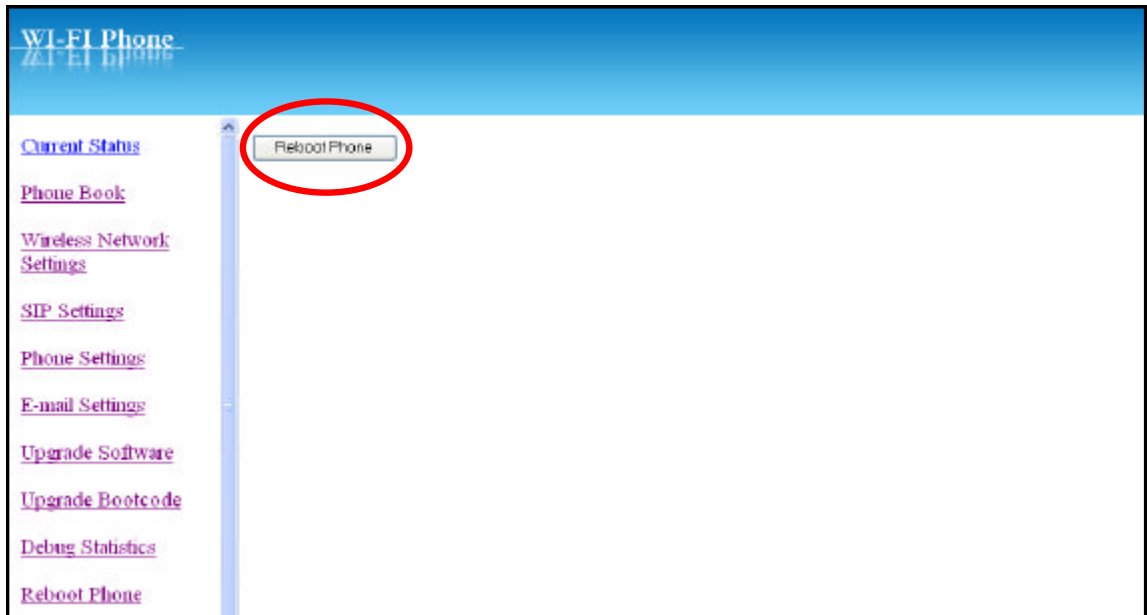 WI-FI Phone
Current Status
Phone Book
Wireless Network
Settings
SIP Settings
Phone Settings
E-mail Settings
Upgrade Software
Upgrade Bootcode
Debug Statistics
Reboot Phone
Reboot Phone